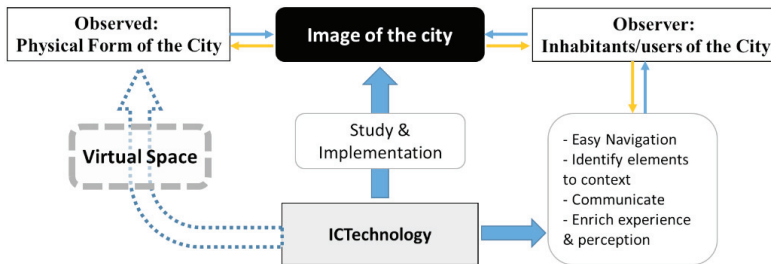 Observed:
Physical Form of the City
Image of the city
Observer:
Inhabitants/users of the City
Virtual Space
Study &
Implementation
- Easy Navigation
- Identify elements
to context
- Communicate
- Enrich experience
& perception
ICTechnology